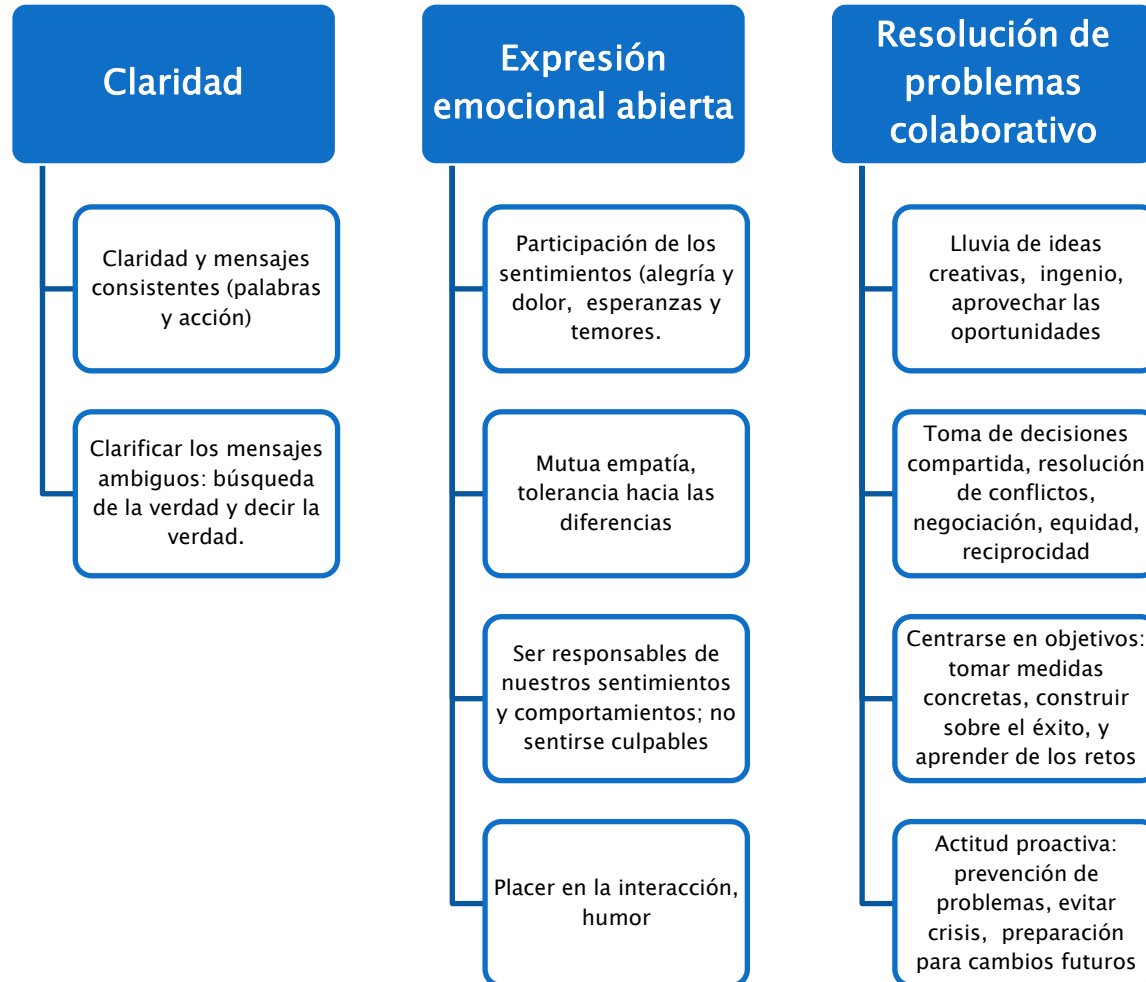 Claridad
Claridad y mensajes
consistentes (palabras
y acción)
Clarificar los mensajes
ambiguos: búsqueda
de la verdad y decir la
verdad.
Expresión
emocional abierta
Participación de los
sentimientos (alegría y
dolor, esperanzas y
temores.
Mutua empatía,
tolerancia hacia las
diferencias
Ser responsables de
nuestros sentimientos
y comportamientos; no
sentirse culpables
Placer en la interacción,
humor
Resolución de
problemas
colaborativo
Lluvia de ideas
creativas, ingenio,
aprovechar las
oportunidades
Toma de decisiones
compartida, resolución
de conflictos,
negociación, equidad,
reciprocidad
Centrarse en objetivos:
tomar medidas
concretas, construir
sobre el éxito, y
aprender de los retos
Actitud proactiva:
prevención de
problemas, evitar
crisis, preparación
para cambios futuros